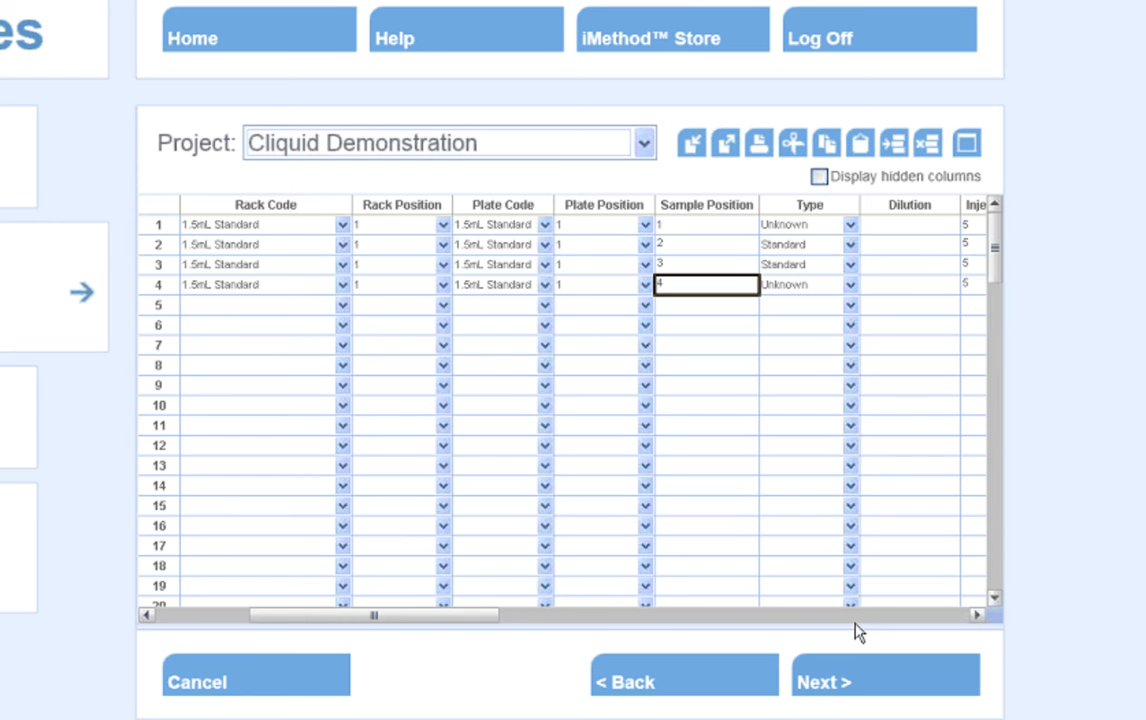 es
Home Help iMethod™ Store Log Off
Project: Cliquid Demonstration
Display hidden columns
Rack Code Rack Position Plate Code Plate Position Sample Position Type Dilution Inje
1 1.5mL Standard 1 1.5mL Standard 1 1 Unknown 5
2 1.5mL Standard 1 1.5mL Standard 1 2 Standard 5
3 1.5mL Standard 1 1.5mL Standard 1 3 Standard 5
4 1.5mL Standard 1 1.5mL Standard 1 4 Unknown 5
5
6
7
8
9
10
11
12
13
14
15
16
17
18
19
20
Cancel < Back Next >